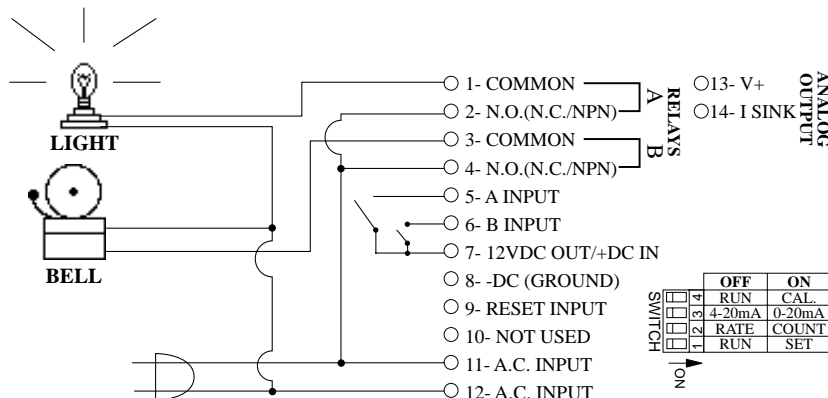 LIGHT
BELL
1- COMMON
2- N.O.(N.C./NPN)
3- COMMON
4- N.O.(N.C./NPN)
5- A INPUT
6- B INPUT
7- 12VDC OUT/+DC IN
8- -DC (GROUND)
9- RESET INPUT
10- NOT USED
11- A.C. INPUT
12- A.C. INPUT
A
B
RELAYS
13- V+
14- I SINK
ANALOG
OUTPUT
SWITCH
OFF ON
4 RUN CAL.
3 4-20mA 0-20mA
2 RATE COUNT
1 RUN SET
ON